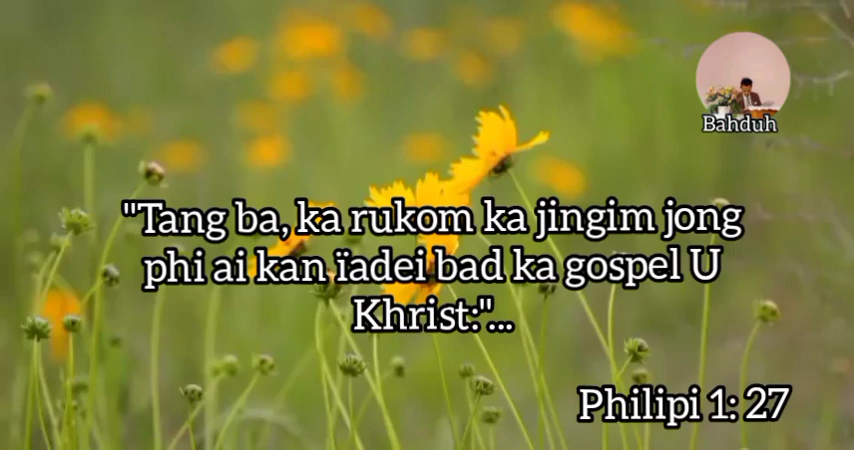 Bahduh
"Tang ba, ka rukom ka jingim jong
phi ai kan ïadei bad ka gospel U
Khrist:"...
Philipi 1: 27